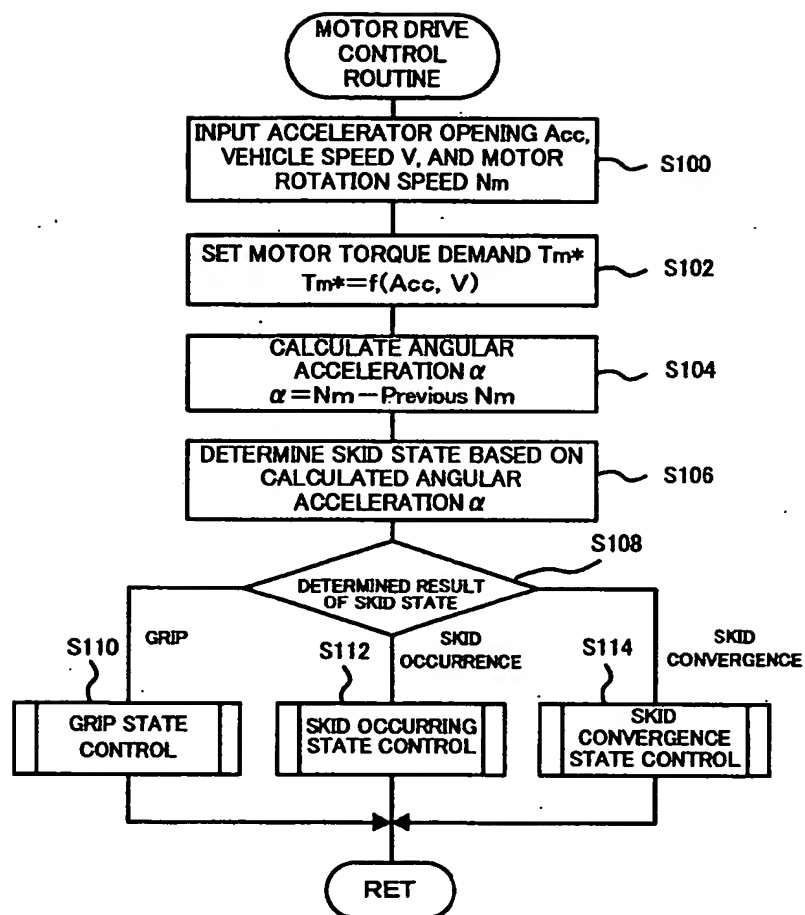 MOTOR DRIVE
CONTROL
ROUTINE
INPUT ACCELERATOR OPENING Acc,
VEHICLE SPEED V, AND MOTOR
ROTATION SPEED Nm
S100
SET MOTOR TORQUE DEMAND Tm*
Tm*=f(Acc, V)
S102
CALCULATE ANGULAR
ACCELERATION α
α=Nm-Previous Nm
S104
DETERMINE SKID STATE BASED ON
CALCULATED ANGULAR
ACCELERATION α
S106
S108
DETERMINED RESULT
OF SKID STATE
GRIP
SKID
OCCURRENCE
SKID
CONVERGENCE
S110
S112
S114
GRIP STATE
CONTROL
SKID OCCURRING
STATE CONTROL
SKID
CONVERGENCE
STATE CONTROL
RET